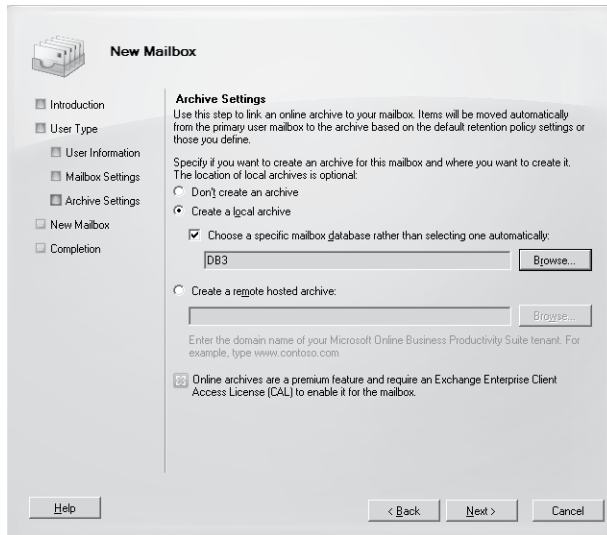 New Mailbox
Introduction
User Type
User Information
Mailbox Settings
Archive Settings
New Mailbox
Completion
Archive Settings
Use this step to link an online archive to your mailbox. Items will be moved automatically
from the primary user mailbox to the archive based on the default retention policy settings or
those you define.
Specify if you want to create an archive for this mailbox and where you want to create it.
The location of local archives is optional:
Don't create an archive
Create a local archive
Choose a specific mailbox database rather than selecting one automatically:
DB3
Browse...
Create a remote hosted archive:
Browse...
Enter the domain name of your Microsoft Online Business Productivity Suite tenant. For
example, type www.contoso.com
Online archives are a premium feature and require an Exchange Enterprise Client
Access License (CAL) to enable it for the mailbox.
Help
< Back
Next >
Cancel